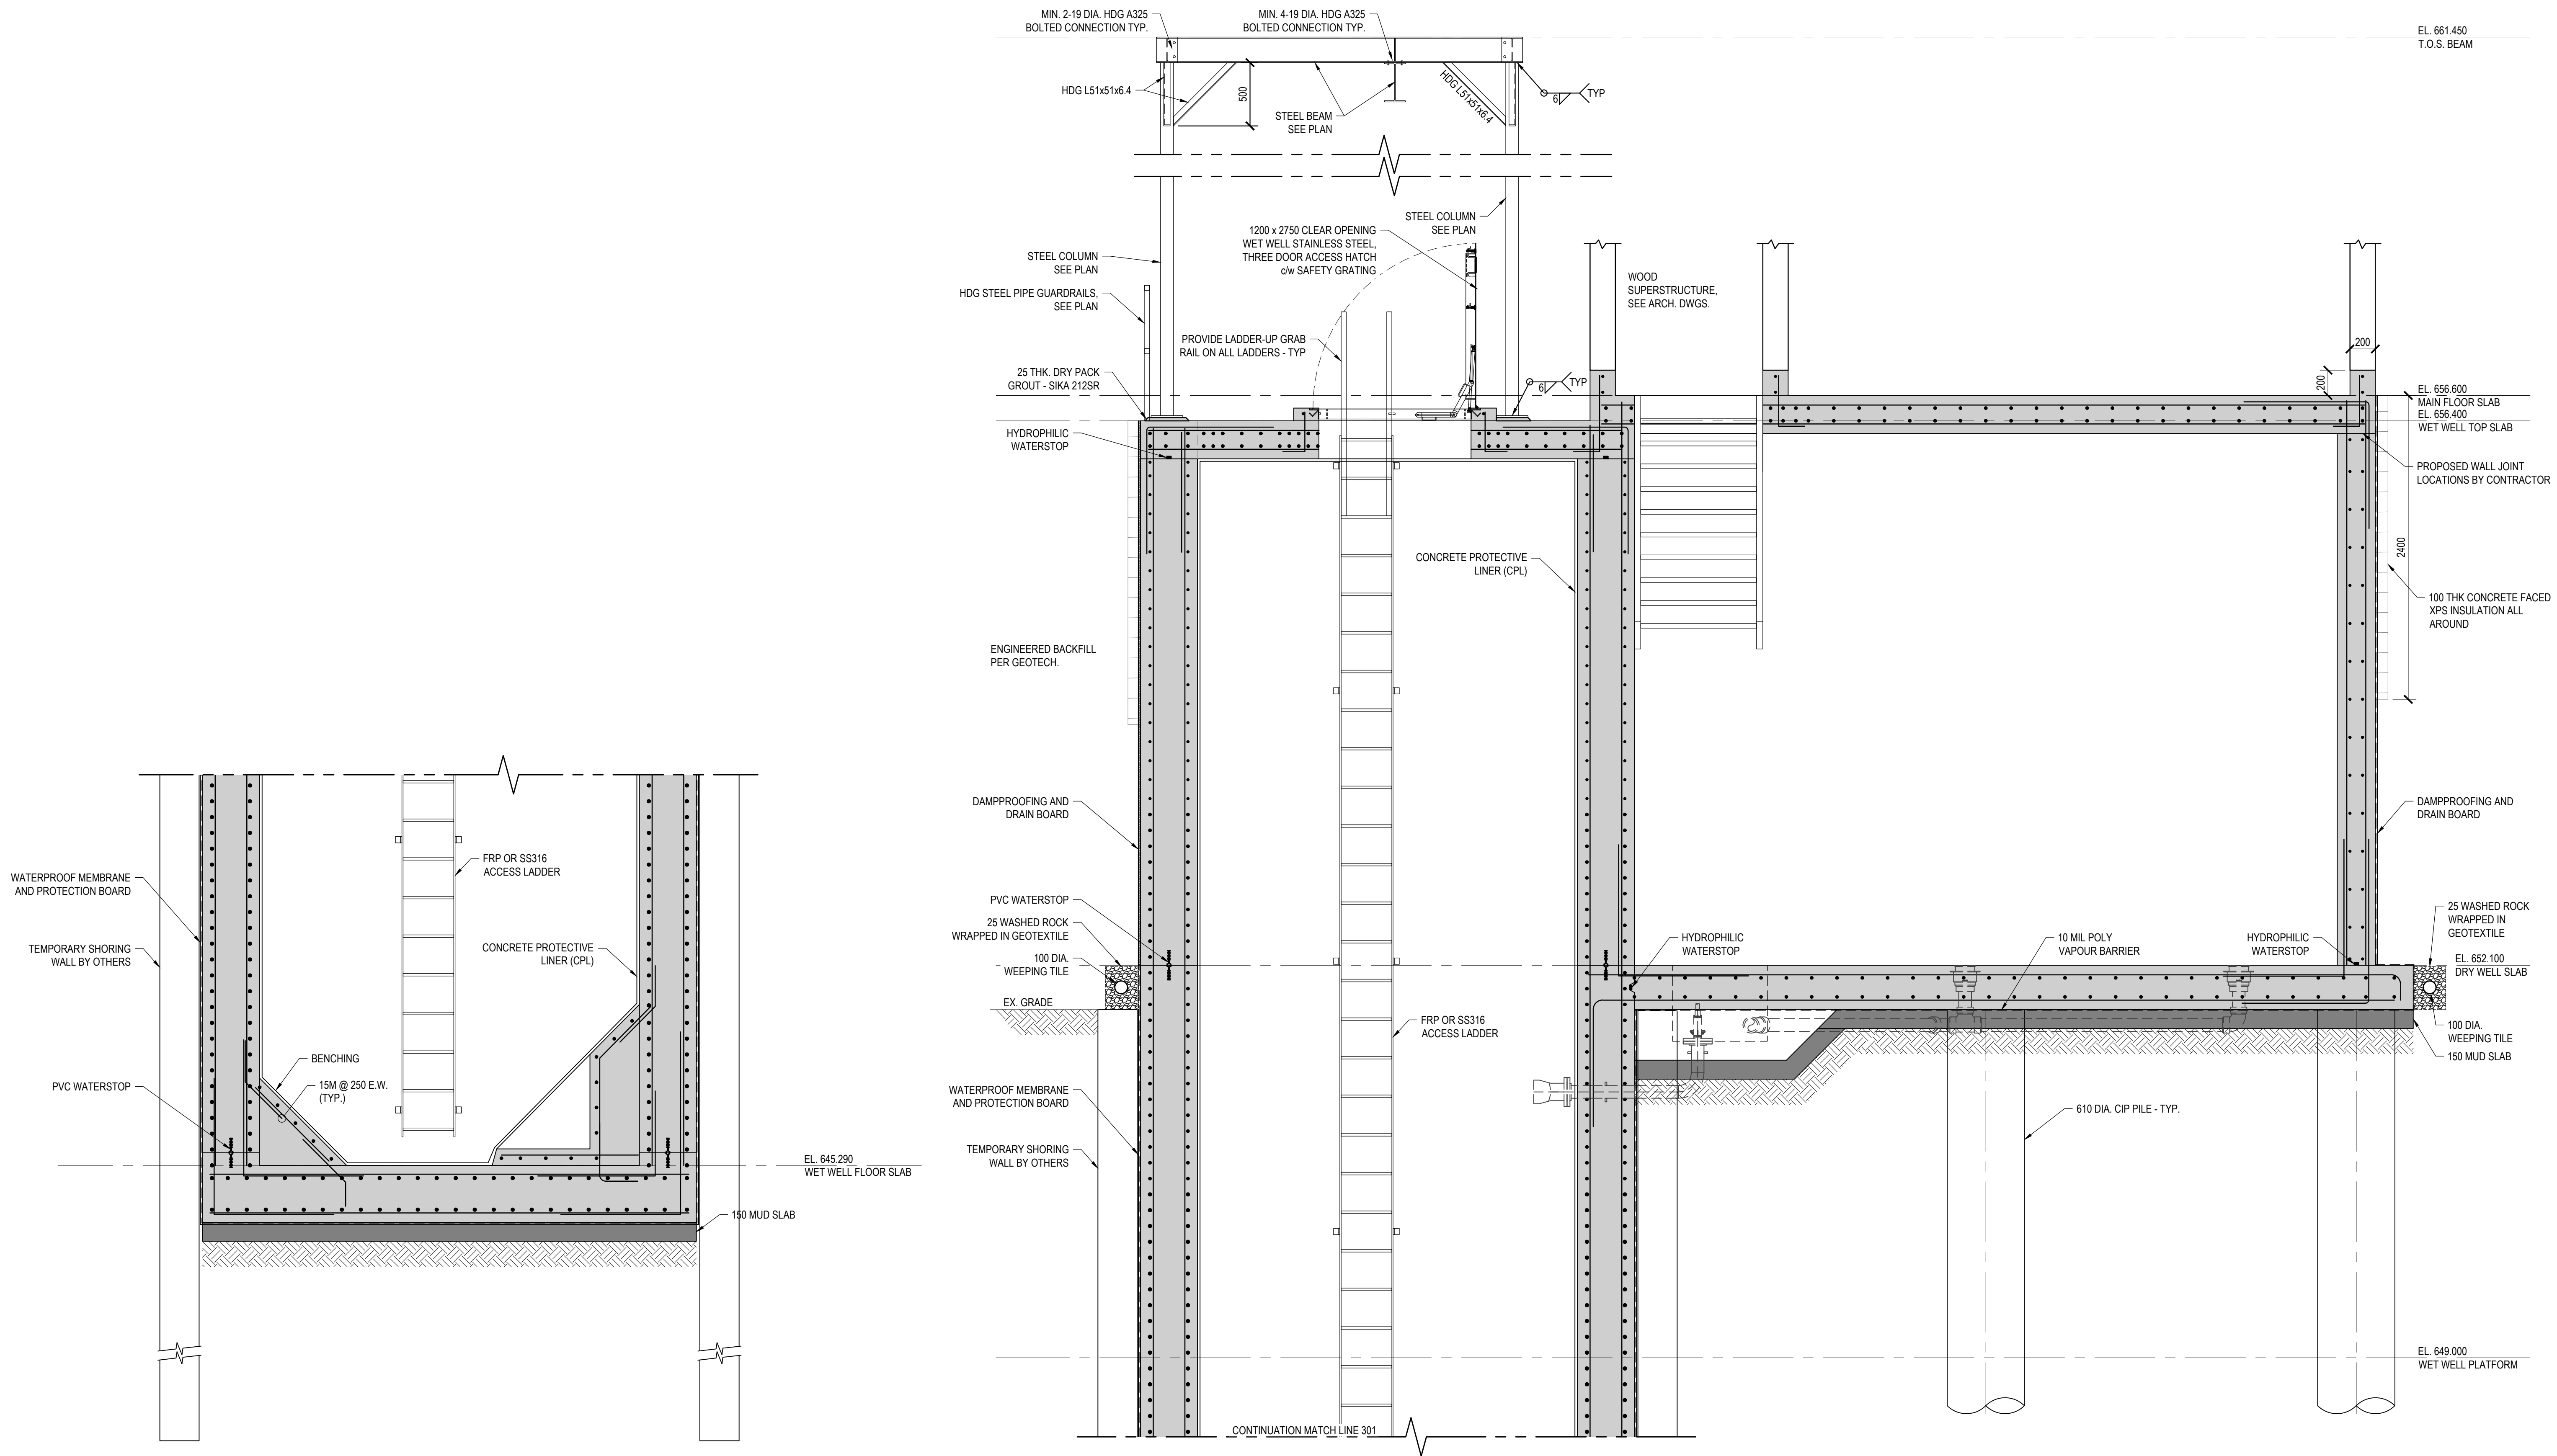 MIN. 2-19 DIA. HDG A325
BOLTED CONNECTION TYP.
MIN. 4-19 DIA. HDG A325
BOLTED CONNECTION TYP.
EL. 661.450
T.O.S. BEAM
HDG L51x51x6.4
500
HDG L51x51x6.4
6
TYP
STEEL BEAM
SEE PLAN
STEEL COLUMN
SEE PLAN
1200 x 2750 CLEAR OPENING
WET WELL STAINLESS STEEL,
THREE DOOR ACCESS HATCH
c/w SAFETY GRATING
STEEL COLUMN
SEE PLAN
HDG STEEL PIPE GUARDRAILS,
SEE PLAN
WOOD
SUPERSTRUCTURE,
SEE ARCH. DWGS.
PROVIDE LADDER-UP GRAB
RAIL ON ALL LADDERS - TYP
25 THK. DRY PACK
GROUT - SIKA 212SR
6
TYP
200
200
EL. 656.600
MAIN FLOOR SLAB
EL. 656.400
WET WELL TOP SLAB
HYDROPHILIC
WATERSTOP
PROPOSED WALL JOINT
LOCATIONS BY CONTRACTOR
2400
CONCRETE PROTECTIVE
LINER (CPL)
100 THK CONCRETE FACED
XPS INSULATION ALL
AROUND
ENGINEERED BACKFILL
PER GEOTECH.
DAMPPROOFING AND
DRAIN BOARD
DAMPPROOFING AND
DRAIN BOARD
PVC WATERSTOP
25 WASHED ROCK
WRAPPED IN GEOTEXTILE
100 DIA.
WEEPING TILE
EX. GRADE
HYDROPHILIC
WATERSTOP
10 MIL POLY
VAPOUR BARRIER
HYDROPHILIC
WATERSTOP
25 WASHED ROCK
WRAPPED IN
GEOTEXTILE
EL. 652.100
DRY WELL SLAB
100 DIA.
WEEPING TILE
150 MUD SLAB
FRP OR SS316
ACCESS LADDER
WATERPROOF MEMBRANE
AND PROTECTION BOARD
TEMPORARY SHORING
WALL BY OTHERS
610 DIA. CIP PILE - TYP.
EL. 649.000
WET WELL PLATFORM
CONTINUATION MATCH LINE 301
WATERPROOF MEMBRANE
AND PROTECTION BOARD
FRP OR SS316
ACCESS LADDER
TEMPORARY SHORING
WALL BY OTHERS
CONCRETE PROTECTIVE
LINER (CPL)
BENCHING
15M @ 250 E.W.
(TYP.)
PVC WATERSTOP
EL. 645.290
WET WELL FLOOR SLAB
150 MUD SLAB